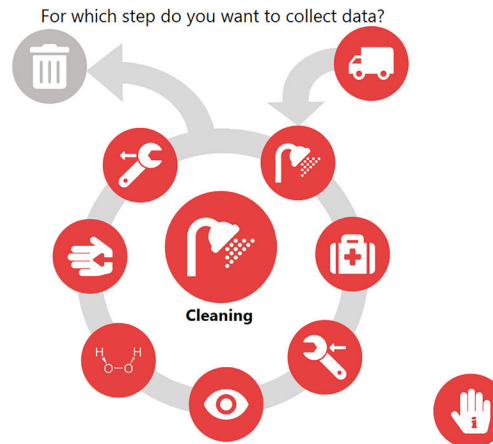 For which step do you want to collect data?
Cleaning
H H
O-O
i